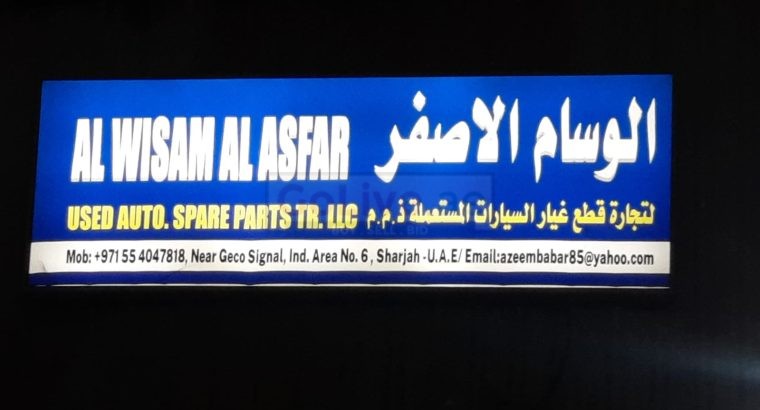 AL WISAM AL ASFAR
الوسام الاصفر
USED AUTO. SPARE PARTS TR. LLC
لتجارة قطع غيار السيارات المستعملة ذ.م.م
Mob: +971 55 4047818, Near Geco Signal, Ind. Area No. 6 , Sharjah - U.A.E/ Email:azeembabar85@yahoo.com